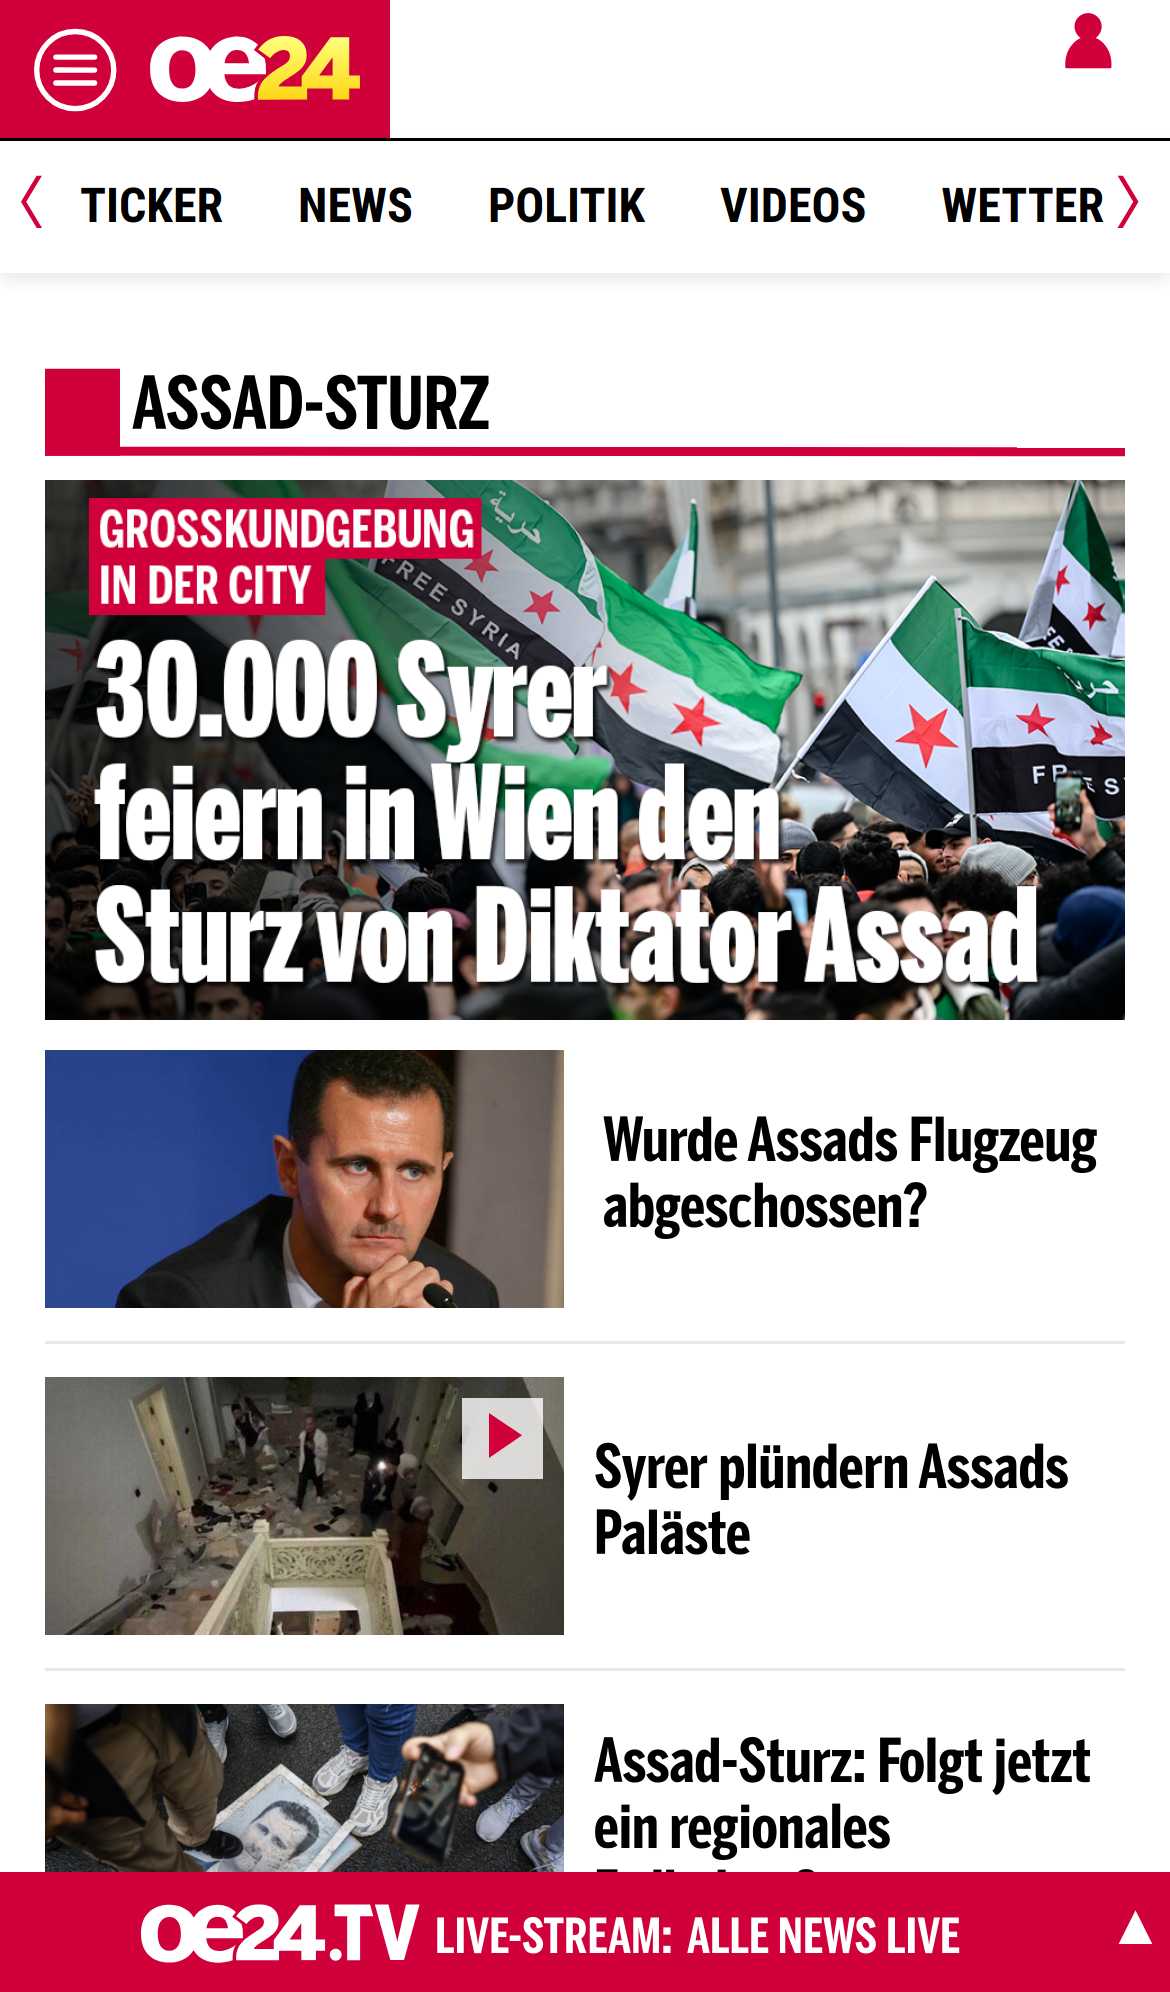 oe24
TICKER NEWS POLITIK VIDEOS WETTER
ASSAD-STURZ
GROSSKUNDGEBUNG
IN DER CITY
حرية
FREE SYRIA
30.000 Syrer
feiern in Wien den
Sturz von Diktator Assad
Wurde Assads Flugzeug
abgeschossen?
Syrer plündern Assads
Paläste
Assad-Sturz: Folgt jetzt
ein regionales
oe24.TV LIVE-STREAM: ALLE NEWS LIVE